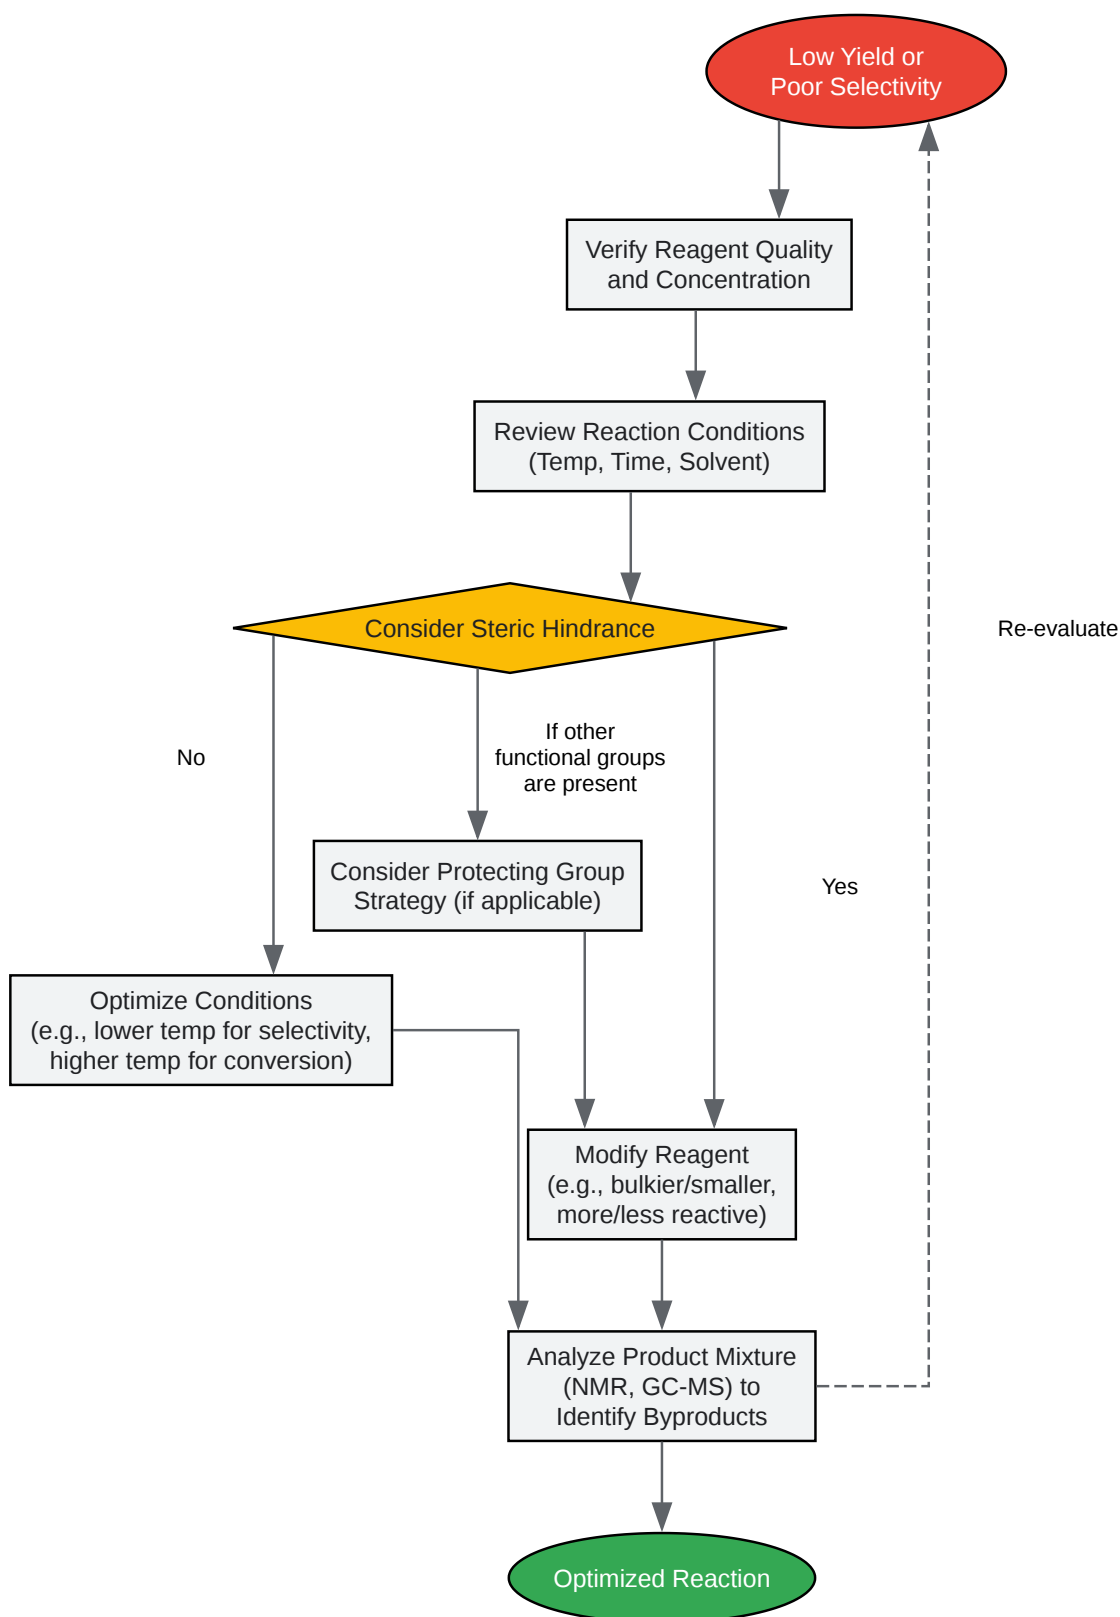 Low Yield or
Poor Selectivity
Verify Reagent Quality
and Concentration
Review Reaction Conditions
(Temp, Time, Solvent)
Consider Steric Hindrance
Re-evaluate
If other
functional groups
are present
No
Consider Protecting Group
Strategy (if applicable)
Yes
Optimize Conditions
(e.g., lower temp for selectivity,
higher temp for conversion)
Modify Reagent
(e.g., bulkier/smaller,
more/less reactive)
Analyze Product Mixture
(NMR, GC-MS) to
Identify Byproducts
Optimized Reaction